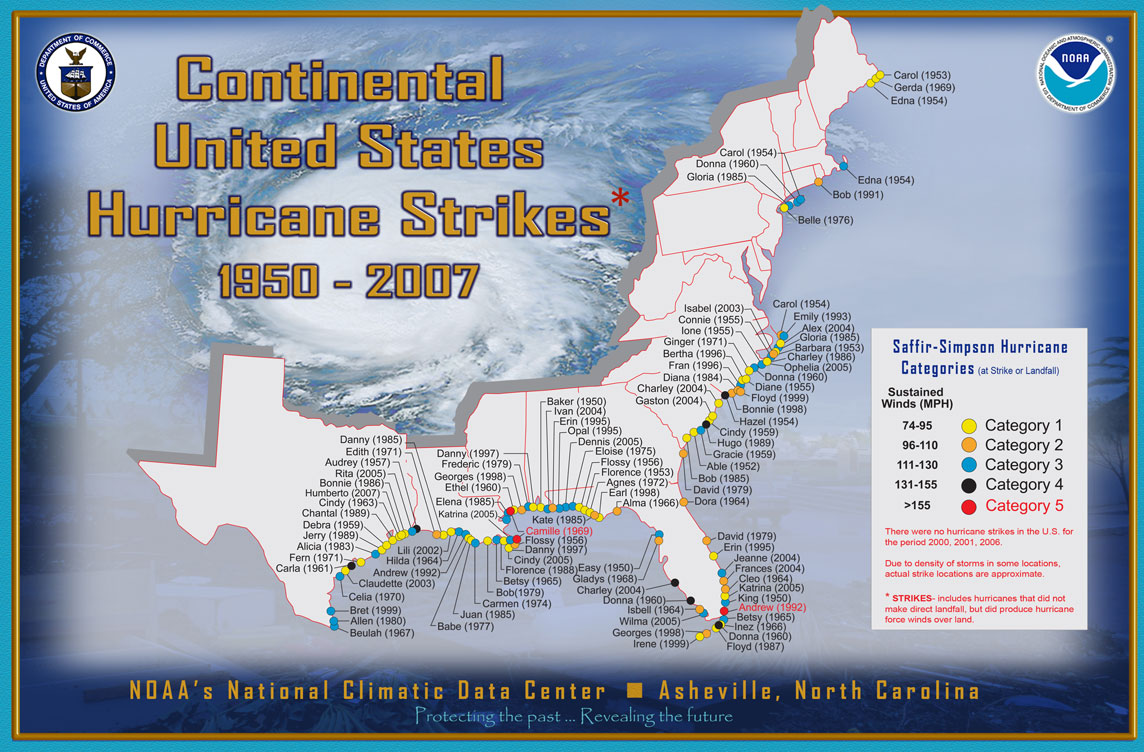 DEPARTMENT OF COMMERCE
UNITED STATES OF AMERICA
NATIONAL OCEANIC AND ATMOSPHERIC ADMINISTRATION
U.S. DEPARTMENT OF COMMERCE
NOAA
Continental
United States
Hurricane Strikes*
1950 - 2007
Carol (1953)
Gerda (1969)
Edna (1954)
Carol (1954)
Donna (1960)
Gloria (1985)
Edna (1954)
Bob (1991)
Belle (1976)
Isabel (2003)
Connie (1955)
Ione (1955)
Ginger (1971)
Bertha (1996)
Fran (1996)
Diana (1984)
Charley (2004)
Gaston (2004)
Carol (1954)
Emily (1993)
Alex (2004)
Gloria (1985)
Barbara (1953)
Charley (1986)
Ophelia (2005)
Donna (1960)
Diane (1955)
Floyd (1999)
Bonnie (1998)
Hazel (1954)
Cindy (1959)
Hugo (1989)
Gracie (1959)
Able (1952)
Bob (1985)
David (1979)
Dora (1964)
Saffir-Simpson Hurricane
Categories (at Strike or Landfall)
Sustained
Winds (MPH)
74-95 Category 1
96-110 Category 2
111-130 Category 3
131-155 Category 4
>155 Category 5
There were no hurricane strikes in the U.S. for
the period 2000, 2001, 2006.
Due to density of storms in some locations,
actual strike locations are approximate.
* STRIKES- includes hurricanes that did not
make direct landfall, but did produce hurricane
force winds over land.
Baker (1950)
Ivan (2004)
Erin (1995)
Opal (1995)
Dennis (2005)
Eloise (1975)
Flossy (1956)
Florence (1953)
Agnes (1972)
Earl (1998)
Alma (1966)
Danny (1997)
Frederic (1979)
Georges (1998)
Ethel (1960)
Elena (1985)
Katrina (2005)
Danny (1985)
Edith (1971)
Audrey (1957)
Rita (2005)
Bonnie (1986)
Humberto (2007)
Cindy (1963)
Chantal (1989)
Debra (1959)
Jerry (1989)
Alicia (1983)
Fern (1971)
Carla (1961)
Kate (1985)
Camille (1969)
Flossy (1956)
Danny (1997)
Cindy (2005)
Florence (1988)
Betsy (1965)
Bob(1979)
Carmen (1974)
Juan (1985)
Babe (1977)
Lili (2002)
Hilda (1964)
Andrew (1992)
Claudette (2003)
Celia (1970)
Bret (1999)
Allen (1980)
Beulah (1967)
Easy (1950)
Gladys (1968)
Charley (2004)
Donna (1960)
Isbell (1964)
Wilma (2005)
Georges (1998)
Irene (1999)
David (1979)
Erin (1995)
Jeanne (2004)
Frances (2004)
Cleo (1964)
Katrina (2005)
King (1950)
Andrew (1992)
Betsy (1965)
Inez (1966)
Donna (1960)
Floyd (1987)
NOAA's National Climatic Data Center ■ Asheville, North Carolina
Protecting the past ... Revealing the future